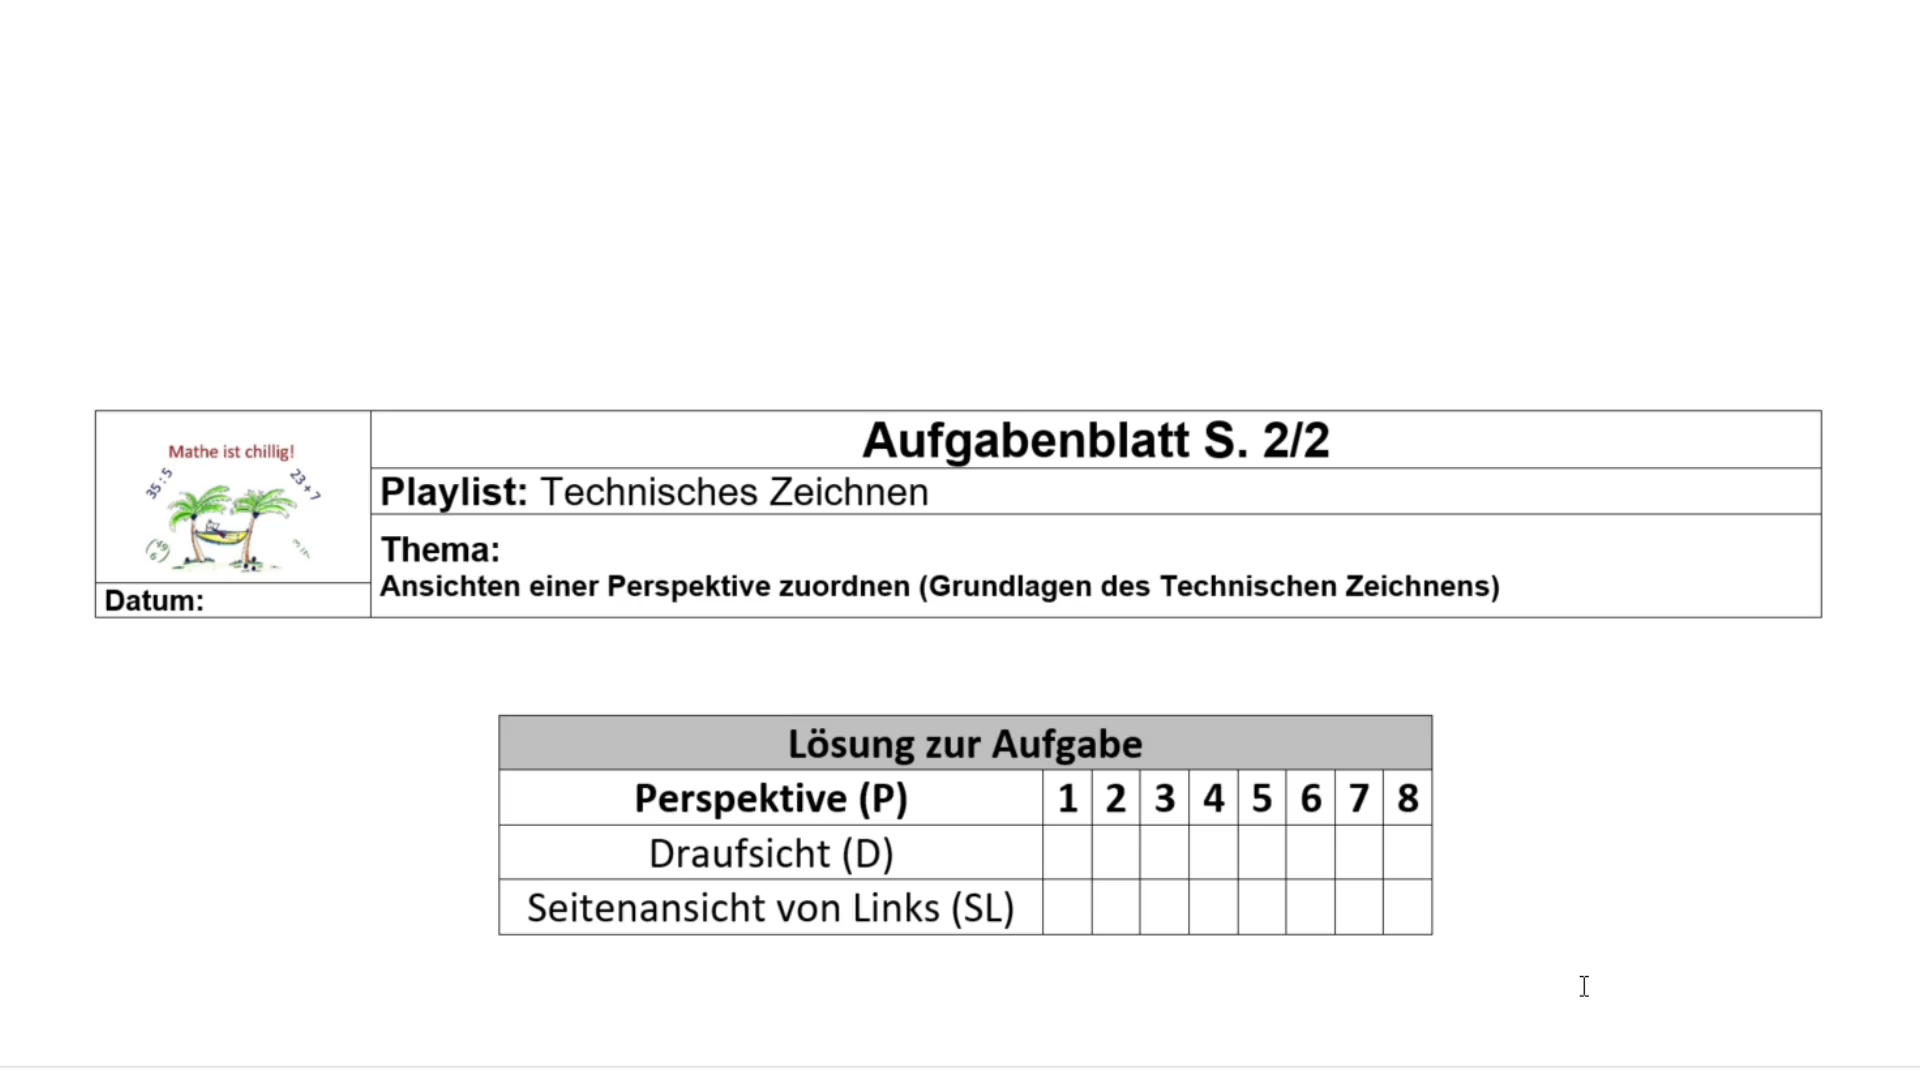 Mathe ist chillig!
35 : 5
23 + 7
Datum:
Aufgabenblatt S. 2/2
Playlist: Technisches Zeichnen
Thema:
Ansichten einer Perspektive zuordnen (Grundlagen des Technischen Zeichnens)
Lösung zur Aufgabe
Perspektive (P) 1 2 3 4 5 6 7 8
Draufsicht (D)
Seitenansicht von Links (SL)